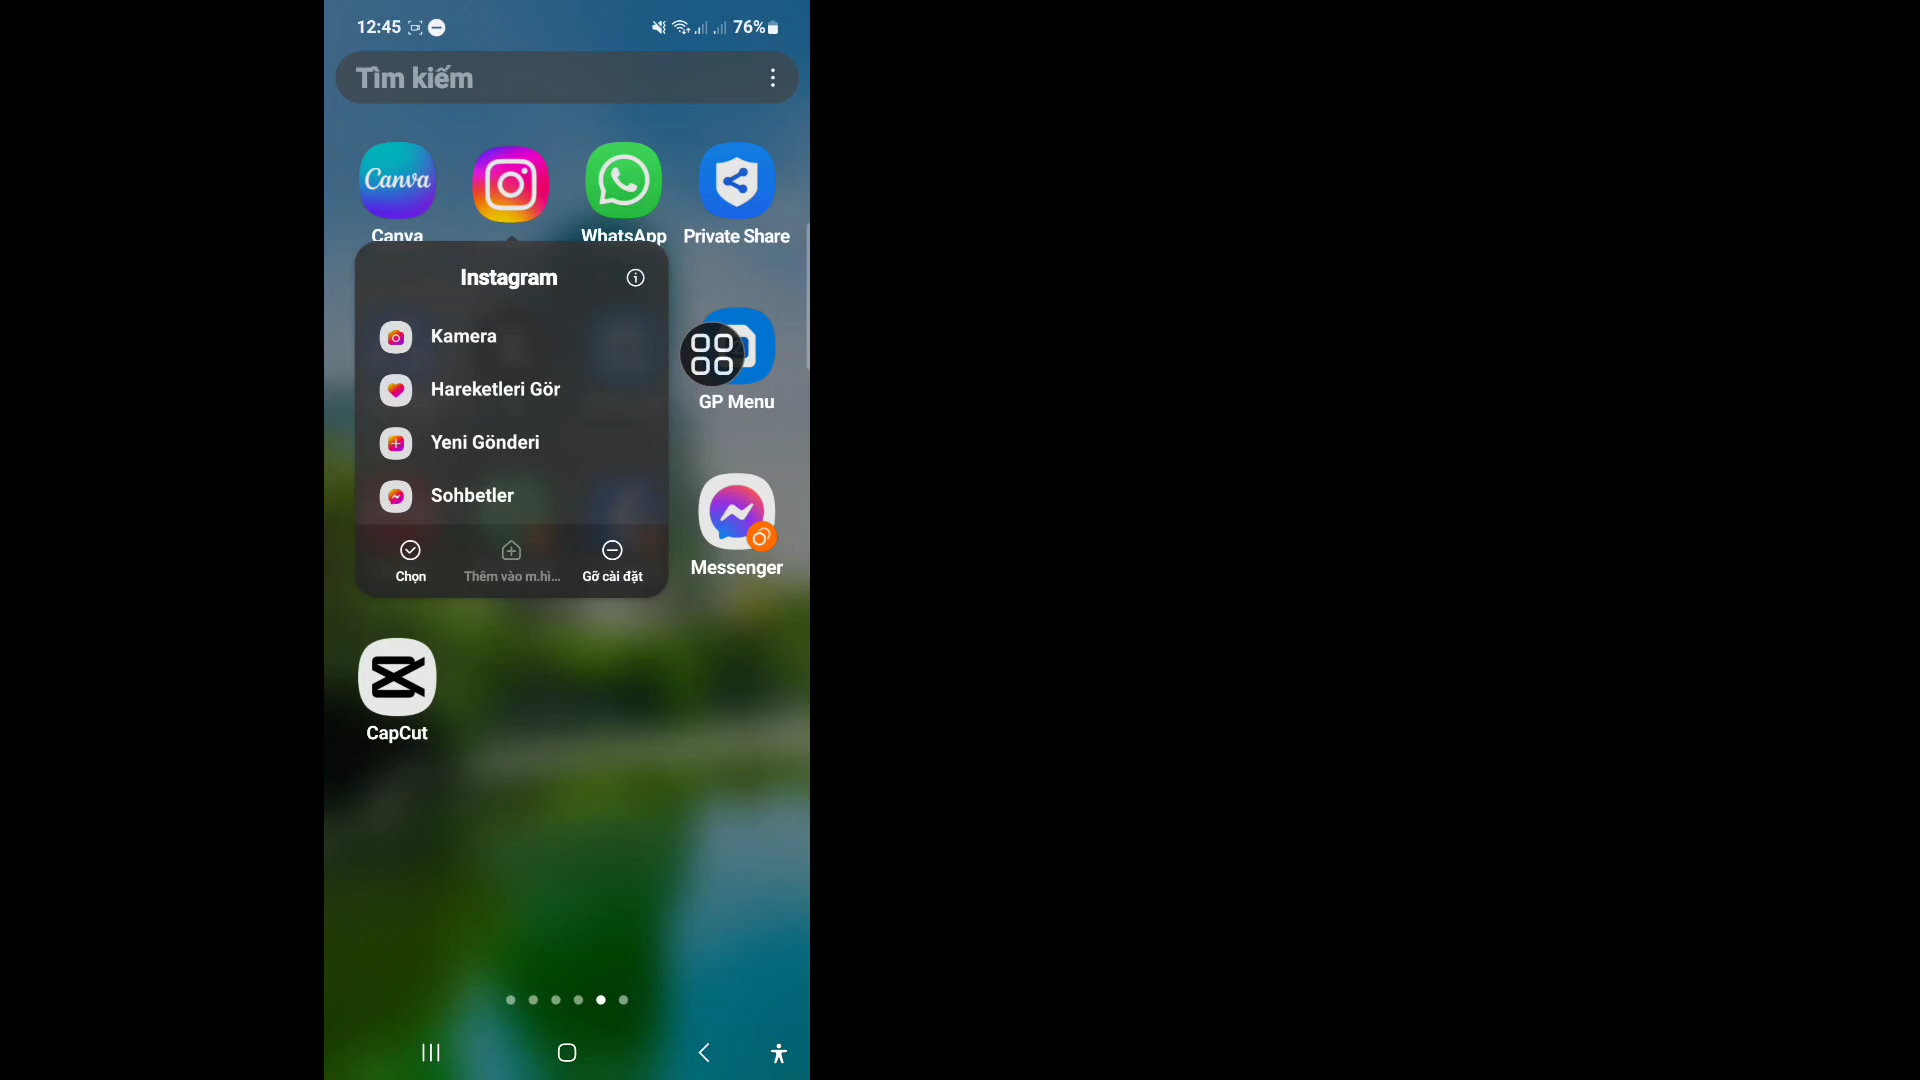 12:45
76%
Tìm kiếm
Canva
Canva
WhatsApp
Private Share
Instagram
Kamera
Hareketleri Gör
Yeni Gönderi
Sohbetler
Chọn
Thêm vào m.hì...
Gỡ cài đặt
GP Menu
Messenger
CapCut